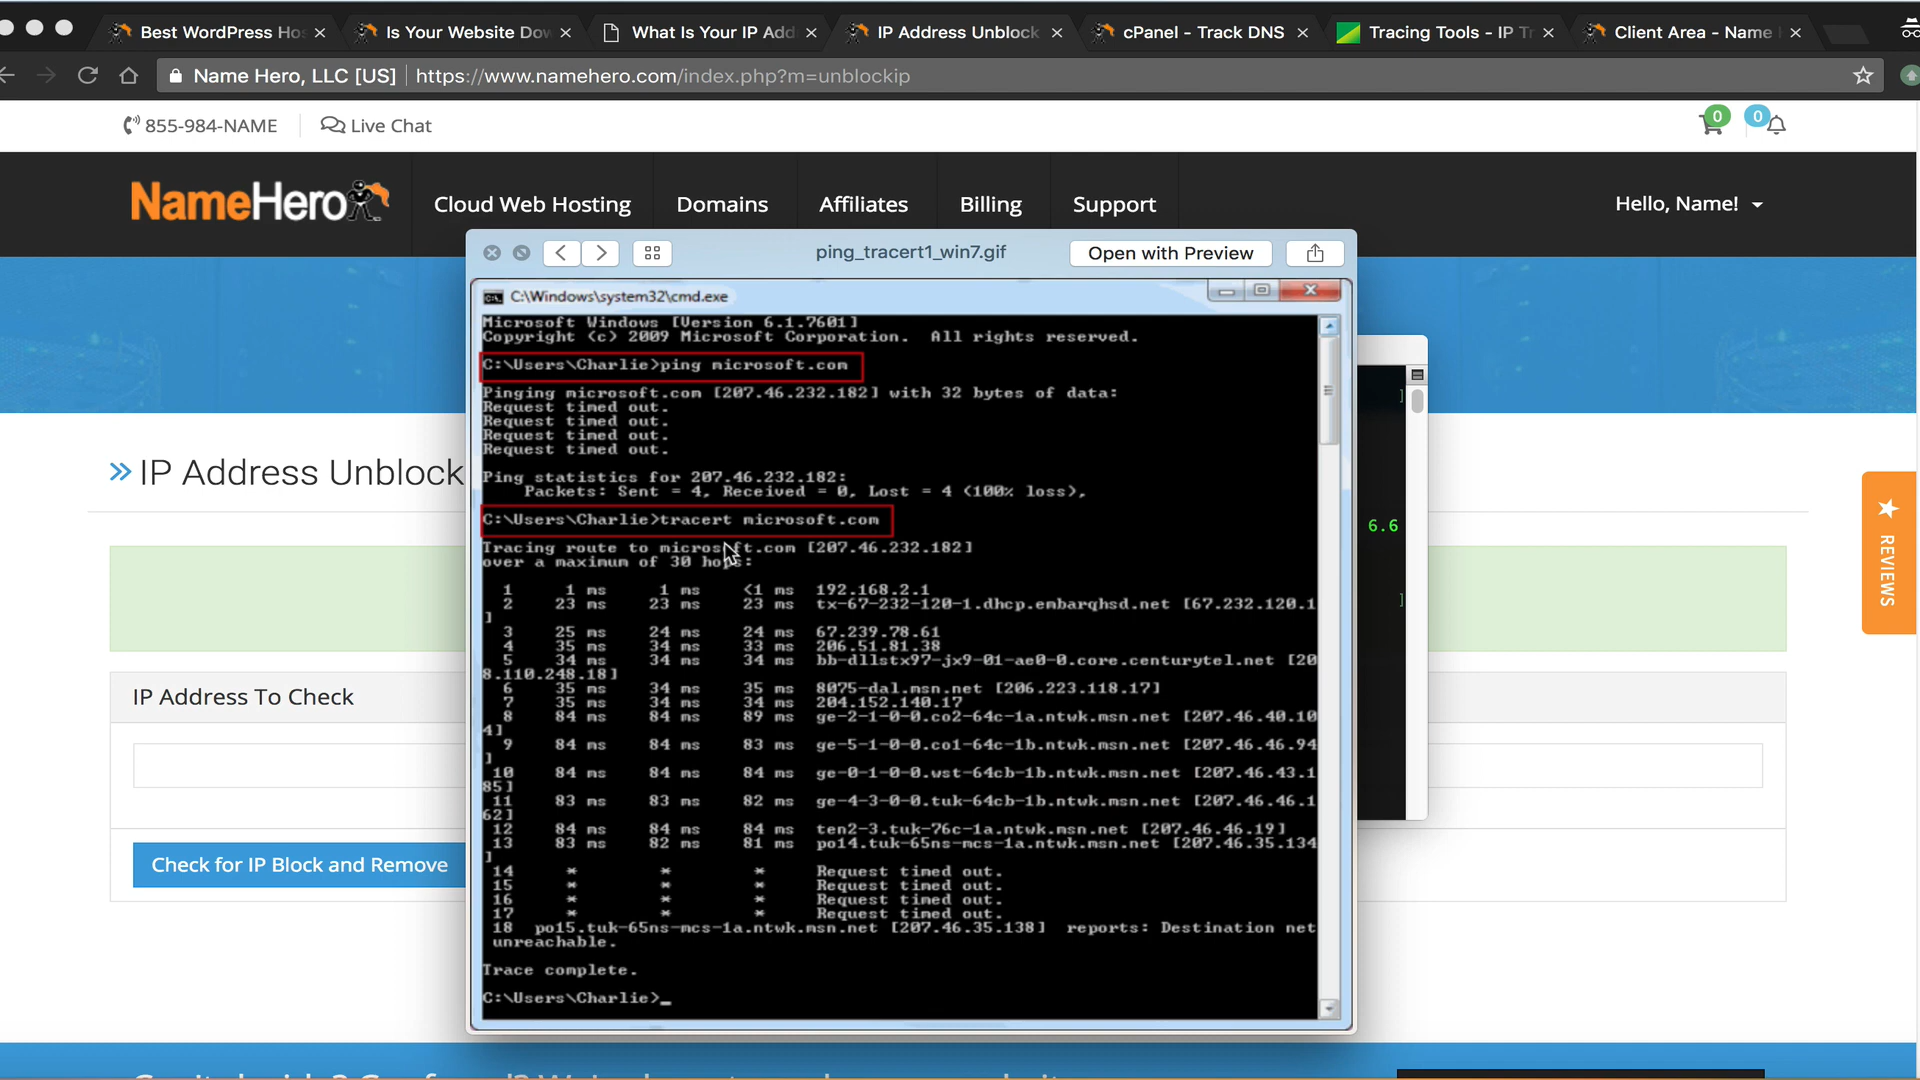 Best WordPress Hos
Is Your Website Dow
What Is Your IP Add
IP Address Unblock
cPanel - Track DNS
Tracing Tools - IP Tr
Client Area - Name
Name Hero, LLC [US] | https://www.namehero.com/index.php?m=unblockip
855-984-NAME
Live Chat
0
0
NameHero
Cloud Web Hosting
Domains
Affiliates
Billing
Support
Hello, Name!
ping_tracert1_win7.gif
Open with Preview
C:\Windows\system32\cmd.exe
Microsoft Windows [Version 6.1.7601]
Copyright <c> 2009 Microsoft Corporation. All rights reserved.
C:\Users\Charlie>ping microsoft.com
Pinging microsoft.com [207.46.232.182] with 32 bytes of data:
Request timed out.
Request timed out.
Request timed out.
Request timed out.
Ping statistics for 207.46.232.182:
Packets: Sent = 4, Received = 0, Lost = 4 (100% loss),
C:\Users\Charlie>tracert microsoft.com
Tracing route to microsoft.com [207.46.232.182]
over a maximum of 30 hops:
1 1 ms 1 ms <1 ms 192.168.2.1
2 23 ms 23 ms 23 ms tx-67-232-120-1.dhcp.embarqhsd.net [67.232.120.1
]
3 25 ms 24 ms 24 ms 67.239.78.61
4 35 ms 34 ms 33 ms 206.51.81.38
5 34 ms 34 ms 34 ms bb-dllstx97-jx9-01-ae0-0.core.centurytel.net [20
8.110.248.18]
6 35 ms 34 ms 35 ms 8075-dal.msn.net [206.223.118.17]
7 35 ms 34 ms 34 ms 204.152.140.17
8 84 ms 84 ms 89 ms ge-2-1-0-0.co2-64c-1a.ntwk.msn.net [207.46.40.10
4]
9 84 ms 84 ms 83 ms ge-5-1-0-0.co1-64c-1b.ntwk.msn.net [207.46.46.94
]
10 84 ms 84 ms 84 ms ge-0-1-0-0.wst-64cb-1b.ntwk.msn.net [207.46.43.1
85]
11 83 ms 83 ms 82 ms ge-4-3-0-0.tuk-64cb-1b.ntwk.msn.net [207.46.46.1
62]
12 84 ms 84 ms 84 ms ten2-3.tuk-76c-1a.ntwk.msn.net [207.46.46.19]
13 83 ms 82 ms 81 ms po14.tuk-65ns-mcs-1a.ntwk.msn.net [207.46.35.134
]
14 * * * Request timed out.
15 * * * Request timed out.
16 * * * Request timed out.
17 * * * Request timed out.
18 po15.tuk-65ns-mcs-1a.ntwk.msn.net [207.46.35.138] reports: Destination net
unreachable.
Trace complete.
C:\Users\Charlie>_
]
6.6
]
IP Address Unblock
IP Address To Check
Check for IP Block and Remove
REVIEWS